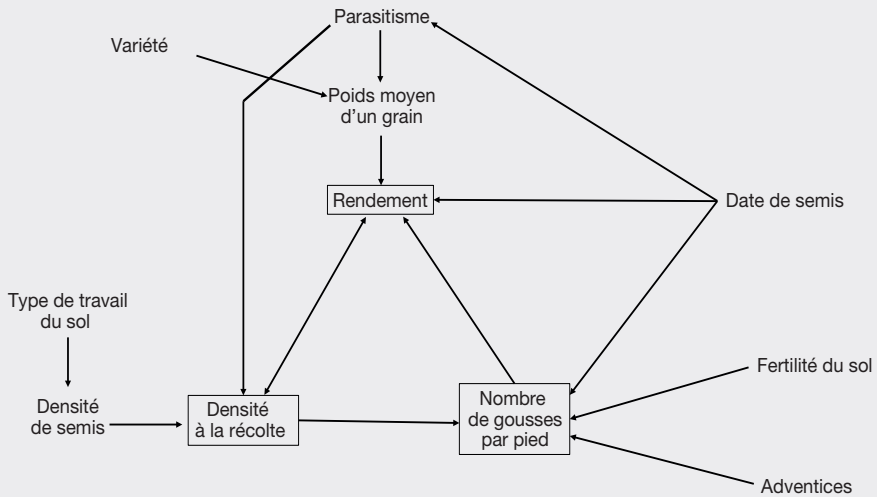 Parasitisme
Variété
Poids moyen
d’un grain
Rendement
Date de semis
Type de travail
du sol
Fertilité du sol
Densité
de semis
Densité
à la récolte
Nombre
de gousses
par pied
Adventices